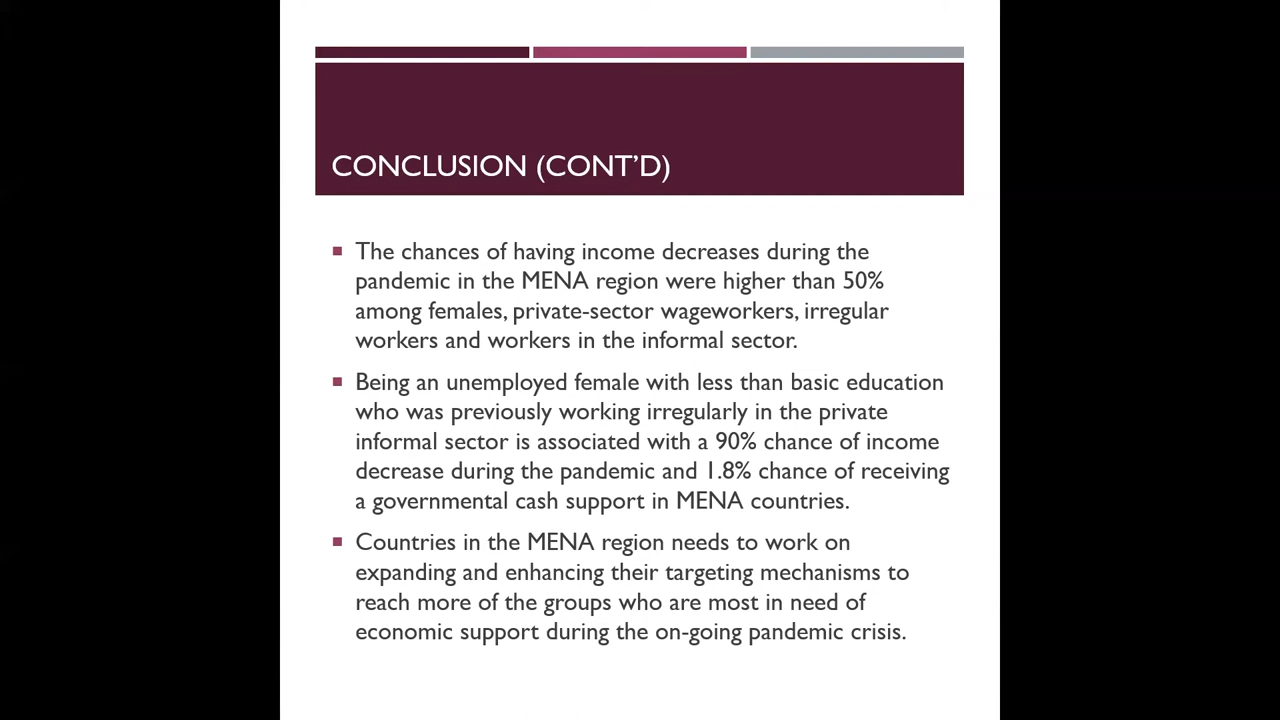 CONCLUSION (CONT’D)
▪ The chances of having income decreases during the
pandemic in the MENA region were higher than 50%
among females, private-sector wageworkers, irregular
workers and workers in the informal sector.
▪ Being an unemployed female with less than basic education
who was previously working irregularly in the private
informal sector is associated with a 90% chance of income
decrease during the pandemic and 1.8% chance of receiving
a governmental cash support in MENA countries.
▪ Countries in the MENA region needs to work on
expanding and enhancing their targeting mechanisms to
reach more of the groups who are most in need of
economic support during the on-going pandemic crisis.